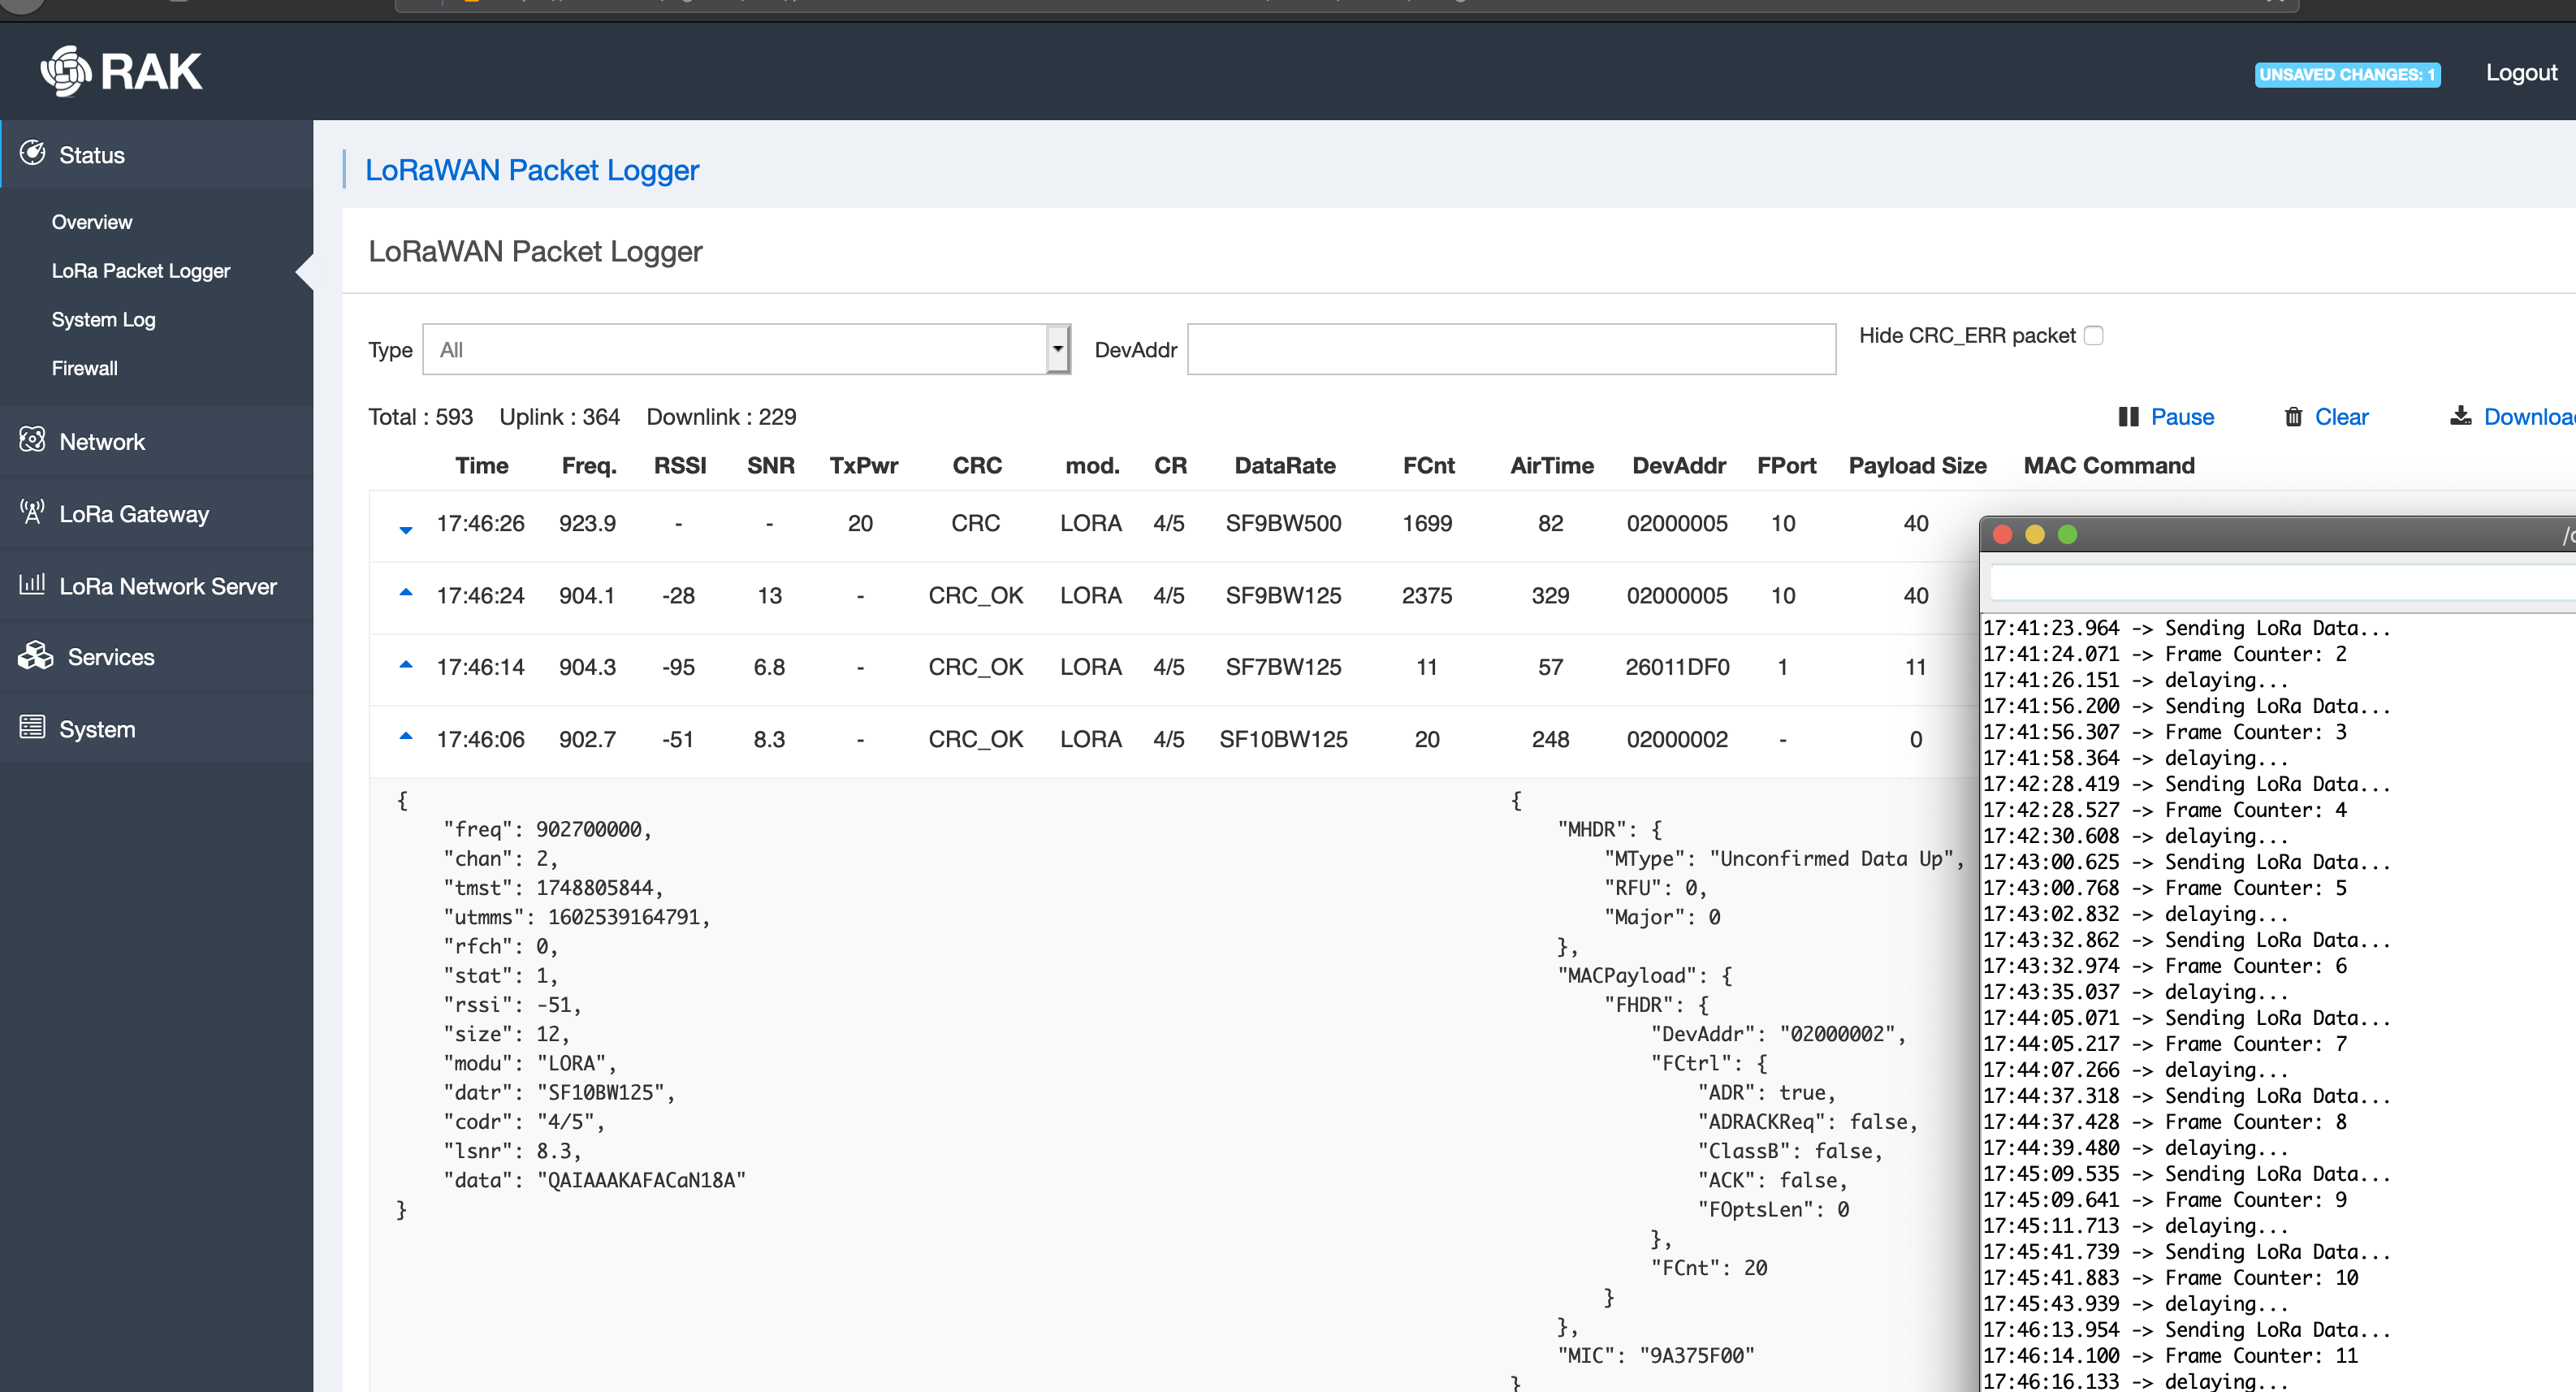 RAK
UNSAVED CHANGES: 1
Logout
Status
Overview
LoRa Packet Logger
System Log
Firewall
Network
LoRa Gateway
LoRa Network Server
Services
System
LoRaWAN Packet Logger
LoRaWAN Packet Logger
Type All DevAddr Hide CRC_ERR packet
Total : 593 Uplink : 364 Downlink : 229 Pause Clear Downloa
Time Freq. RSSI SNR TxPwr CRC mod. CR DataRate FCnt AirTime DevAddr FPort Payload Size MAC Command
17:46:26 923.9 - - 20 CRC LORA 4/5 SF9BW500 1699 82 02000005 10 40
17:46:24 904.1 -28 13 - CRC_OK LORA 4/5 SF9BW125 2375 329 02000005 10 40
17:46:14 904.3 -95 6.8 - CRC_OK LORA 4/5 SF7BW125 11 57 26011DF0 1 11
17:46:06 902.7 -51 8.3 - CRC_OK LORA 4/5 SF10BW125 20 248 02000002 - 0
{
"freq": 902700000,
"chan": 2,
"tmst": 1748805844,
"utmms": 1602539164791,
"rfch": 0,
"stat": 1,
"rssi": -51,
"size": 12,
"modu": "LORA",
"datr": "SF10BW125",
"codr": "4/5",
"lsnr": 8.3,
"data": "QAIAAAKAFACaN18A"
}
{
"MHDR": {
"MType": "Unconfirmed Data Up",
"RFU": 0,
"Major": 0
},
"MACPayload": {
"FHDR": {
"DevAddr": "02000002",
"FCtrl": {
"ADR": true,
"ADRACKReq": false,
"ClassB": false,
"ACK": false,
"FOptsLen": 0
},
"FCnt": 20
}
},
"MIC": "9A375F00"
}
17:41:23.964 -> Sending LoRa Data...
17:41:24.071 -> Frame Counter: 2
17:41:26.151 -> delaying...
17:41:56.200 -> Sending LoRa Data...
17:41:56.307 -> Frame Counter: 3
17:41:58.364 -> delaying...
17:42:28.419 -> Sending LoRa Data...
17:42:28.527 -> Frame Counter: 4
17:42:30.608 -> delaying...
17:43:00.625 -> Sending LoRa Data...
17:43:00.768 -> Frame Counter: 5
17:43:02.832 -> delaying...
17:43:32.862 -> Sending LoRa Data...
17:43:32.974 -> Frame Counter: 6
17:43:35.037 -> delaying...
17:44:05.071 -> Sending LoRa Data...
17:44:05.217 -> Frame Counter: 7
17:44:07.266 -> delaying...
17:44:37.318 -> Sending LoRa Data...
17:44:37.428 -> Frame Counter: 8
17:44:39.480 -> delaying...
17:45:09.535 -> Sending LoRa Data...
17:45:09.641 -> Frame Counter: 9
17:45:11.713 -> delaying...
17:45:41.739 -> Sending LoRa Data...
17:45:41.883 -> Frame Counter: 10
17:45:43.939 -> delaying...
17:46:13.954 -> Sending LoRa Data...
17:46:14.100 -> Frame Counter: 11
17:46:16.133 -> delaying...